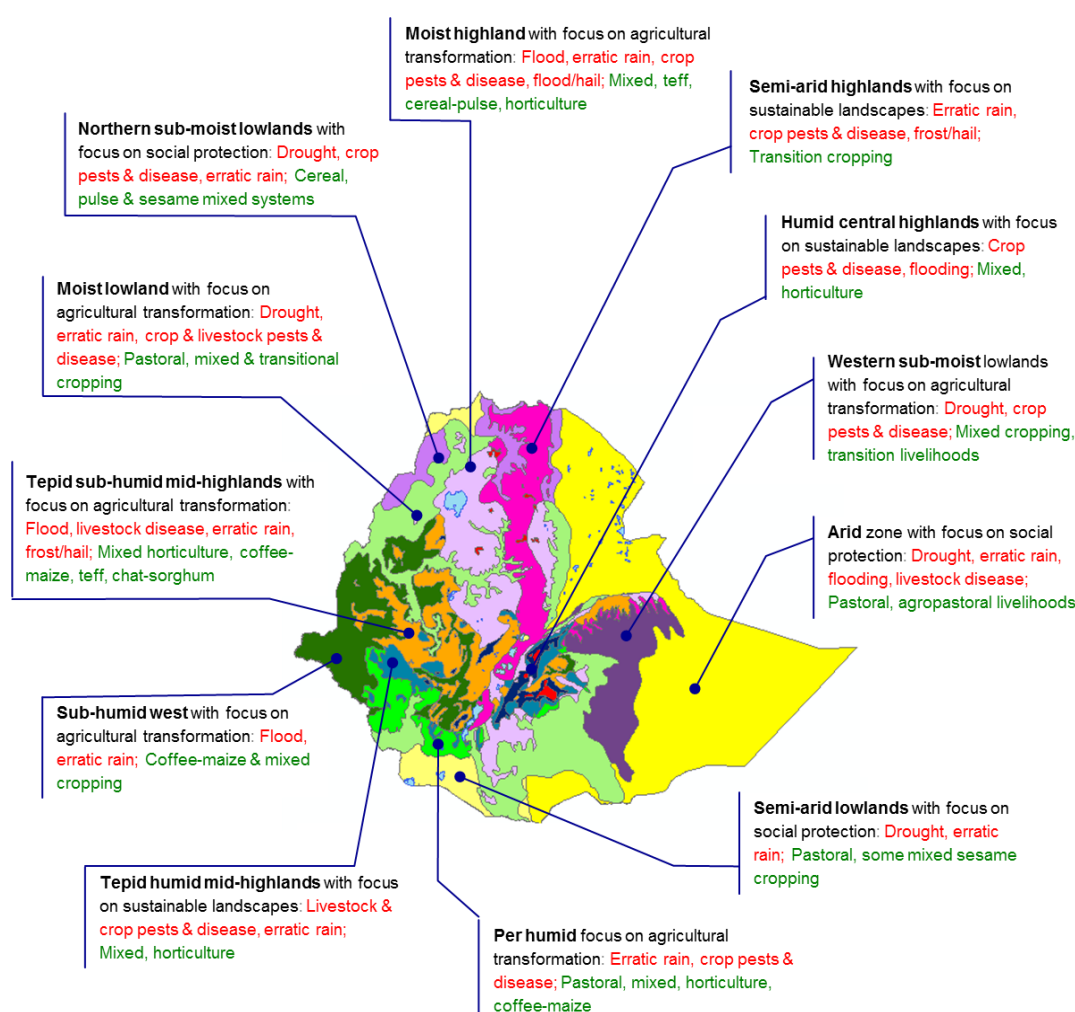 Moist highland with focus on agricultural
transformation: Flood, erratic rain, crop
pests & disease, flood/hail; Mixed, teff,
cereal-pulse, horticulture
Semi-arid highlands with focus on
sustainable landscapes: Erratic rain,
crop pests & disease, frost/hail;
Transition cropping
Northern sub-moist lowlands with
focus on social protection: Drought, crop
pests & disease, erratic rain; Cereal,
pulse & sesame mixed systems
Humid central highlands with focus
on sustainable landscapes: Crop
pests & disease, flooding; Mixed,
horticulture
Moist lowland with focus on
agricultural transformation: Drought,
erratic rain, crop & livestock pests &
disease; Pastoral, mixed & transitional
cropping
Western sub-moist lowlands
with focus on agricultural
transformation: Drought, crop
pests & disease; Mixed cropping,
transition livelihoods
Tepid sub-humid mid-highlands with
focus on agricultural transformation:
Flood, livestock disease, erratic rain,
frost/hail; Mixed horticulture, coffee-
maize, teff, chat-sorghum
Arid zone with focus on social
protection: Drought, erratic rain,
flooding, livestock disease;
Pastoral, agropastoral livelihoods
Sub-humid west with focus on
agricultural transformation: Flood,
erratic rain; Coffee-maize & mixed
cropping
Semi-arid lowlands with focus on
social protection: Drought, erratic
rain; Pastoral, some mixed sesame
cropping
Tepid humid mid-highlands with focus
on sustainable landscapes: Livestock &
crop pests & disease, erratic rain;
Mixed, horticulture
Per humid focus on agricultural
transformation: Erratic rain, crop pests &
disease; Pastoral, mixed, horticulture,
coffee-maize